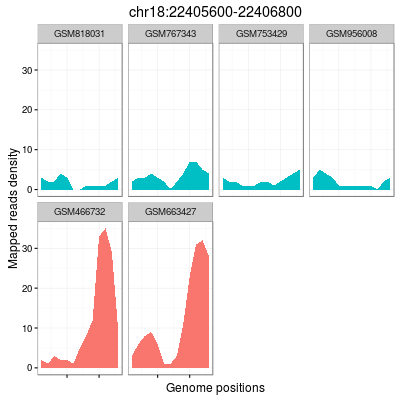 chr18:22405600-22406800
GSM818031 GSM767343 GSM753429 GSM956008
30
20
10
0
GSM466732 GSM663427
30
20
10
0
Mapped reads density
Genome positions